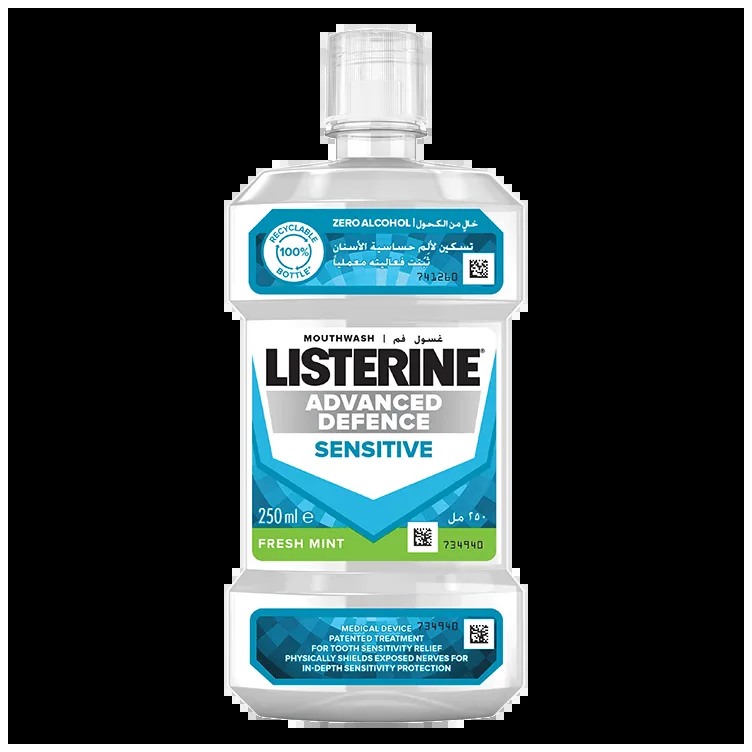 ZERO ALCOHOL | خالٍ من الكحول
RECYCLABLE
100%
BOTTLE*
تسكين لألم حساسية الأسنان
ثبتت فعاليته معملياً
741260
MOUTHWASH | غسول فم
LISTERINE®
ADVANCED
DEFENCE
SENSITIVE
250 ml e ٢٥٠ مل
FRESH MINT 734940
MEDICAL DEVICE 734940
PATENTED TREATMENT
FOR TOOTH SENSITIVITY RELIEF
PHYSICALLY SHIELDS EXPOSED NERVES FOR
IN-DEPTH SENSITIVITY PROTECTION